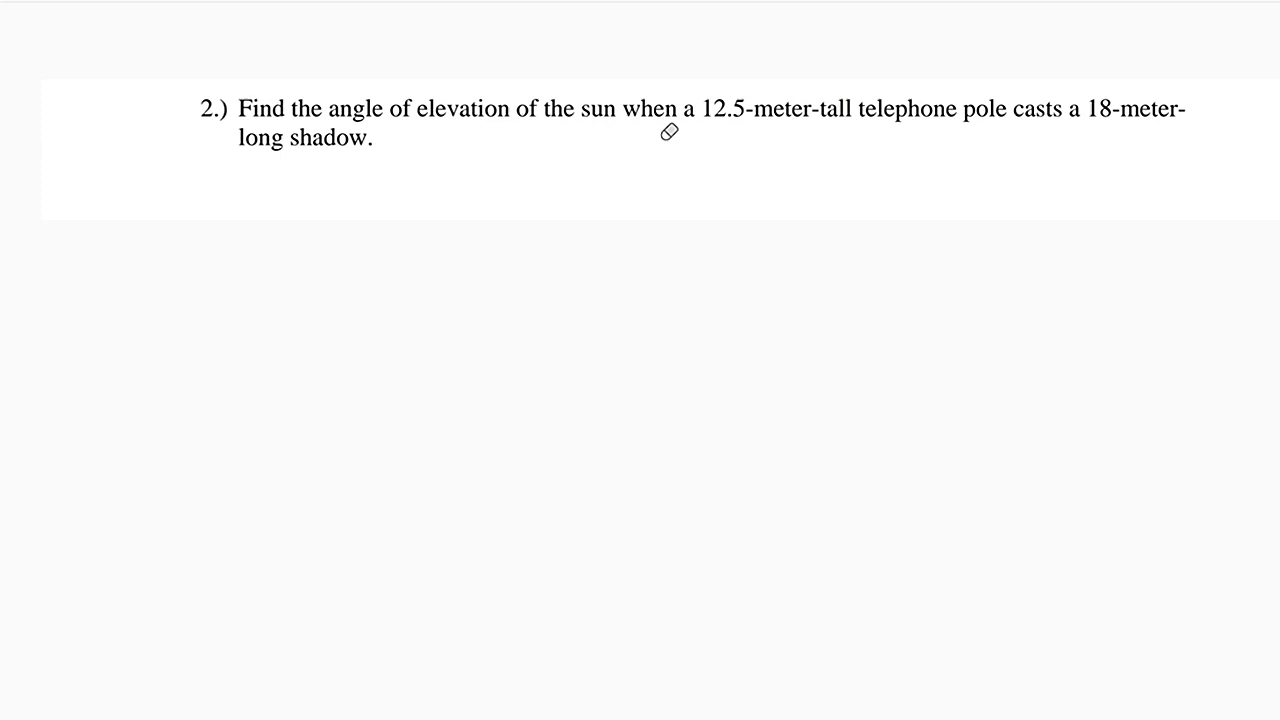 2.) Find the angle of elevation of the sun when a 12.5-meter-tall telephone pole casts a 18-meter-
long shadow.